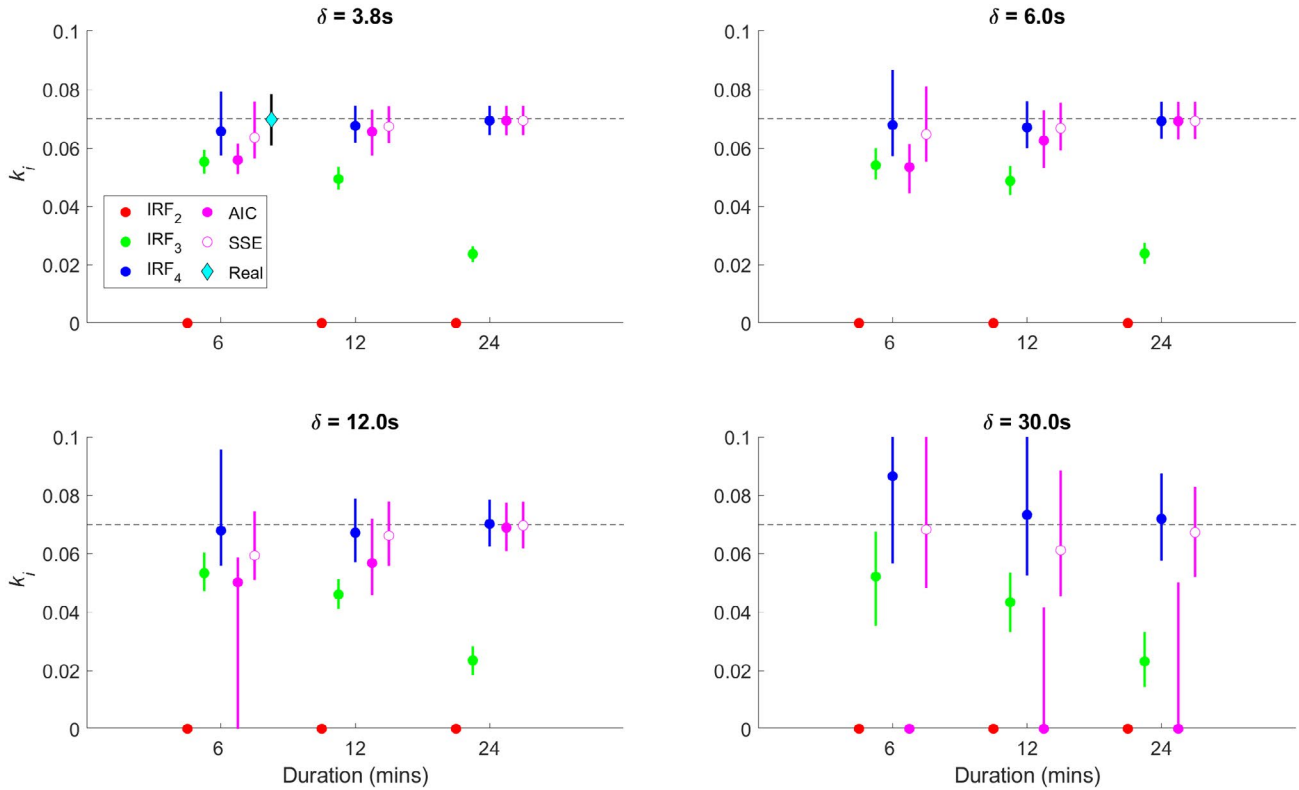 δ = 3.8s
0.1
0.08
0.06
0.04
0.02
0
k_i
IRF_2
IRF_3
IRF_4
AIC
SSE
Real
6 12 24
δ = 6.0s
0.1
0.08
0.06
0.04
0.02
0
6 12 24
δ = 12.0s
0.1
0.08
0.06
0.04
0.02
0
k_i
6 12 24
Duration (mins)
δ = 30.0s
0.1
0.08
0.06
0.04
0.02
0
6 12 24
Duration (mins)